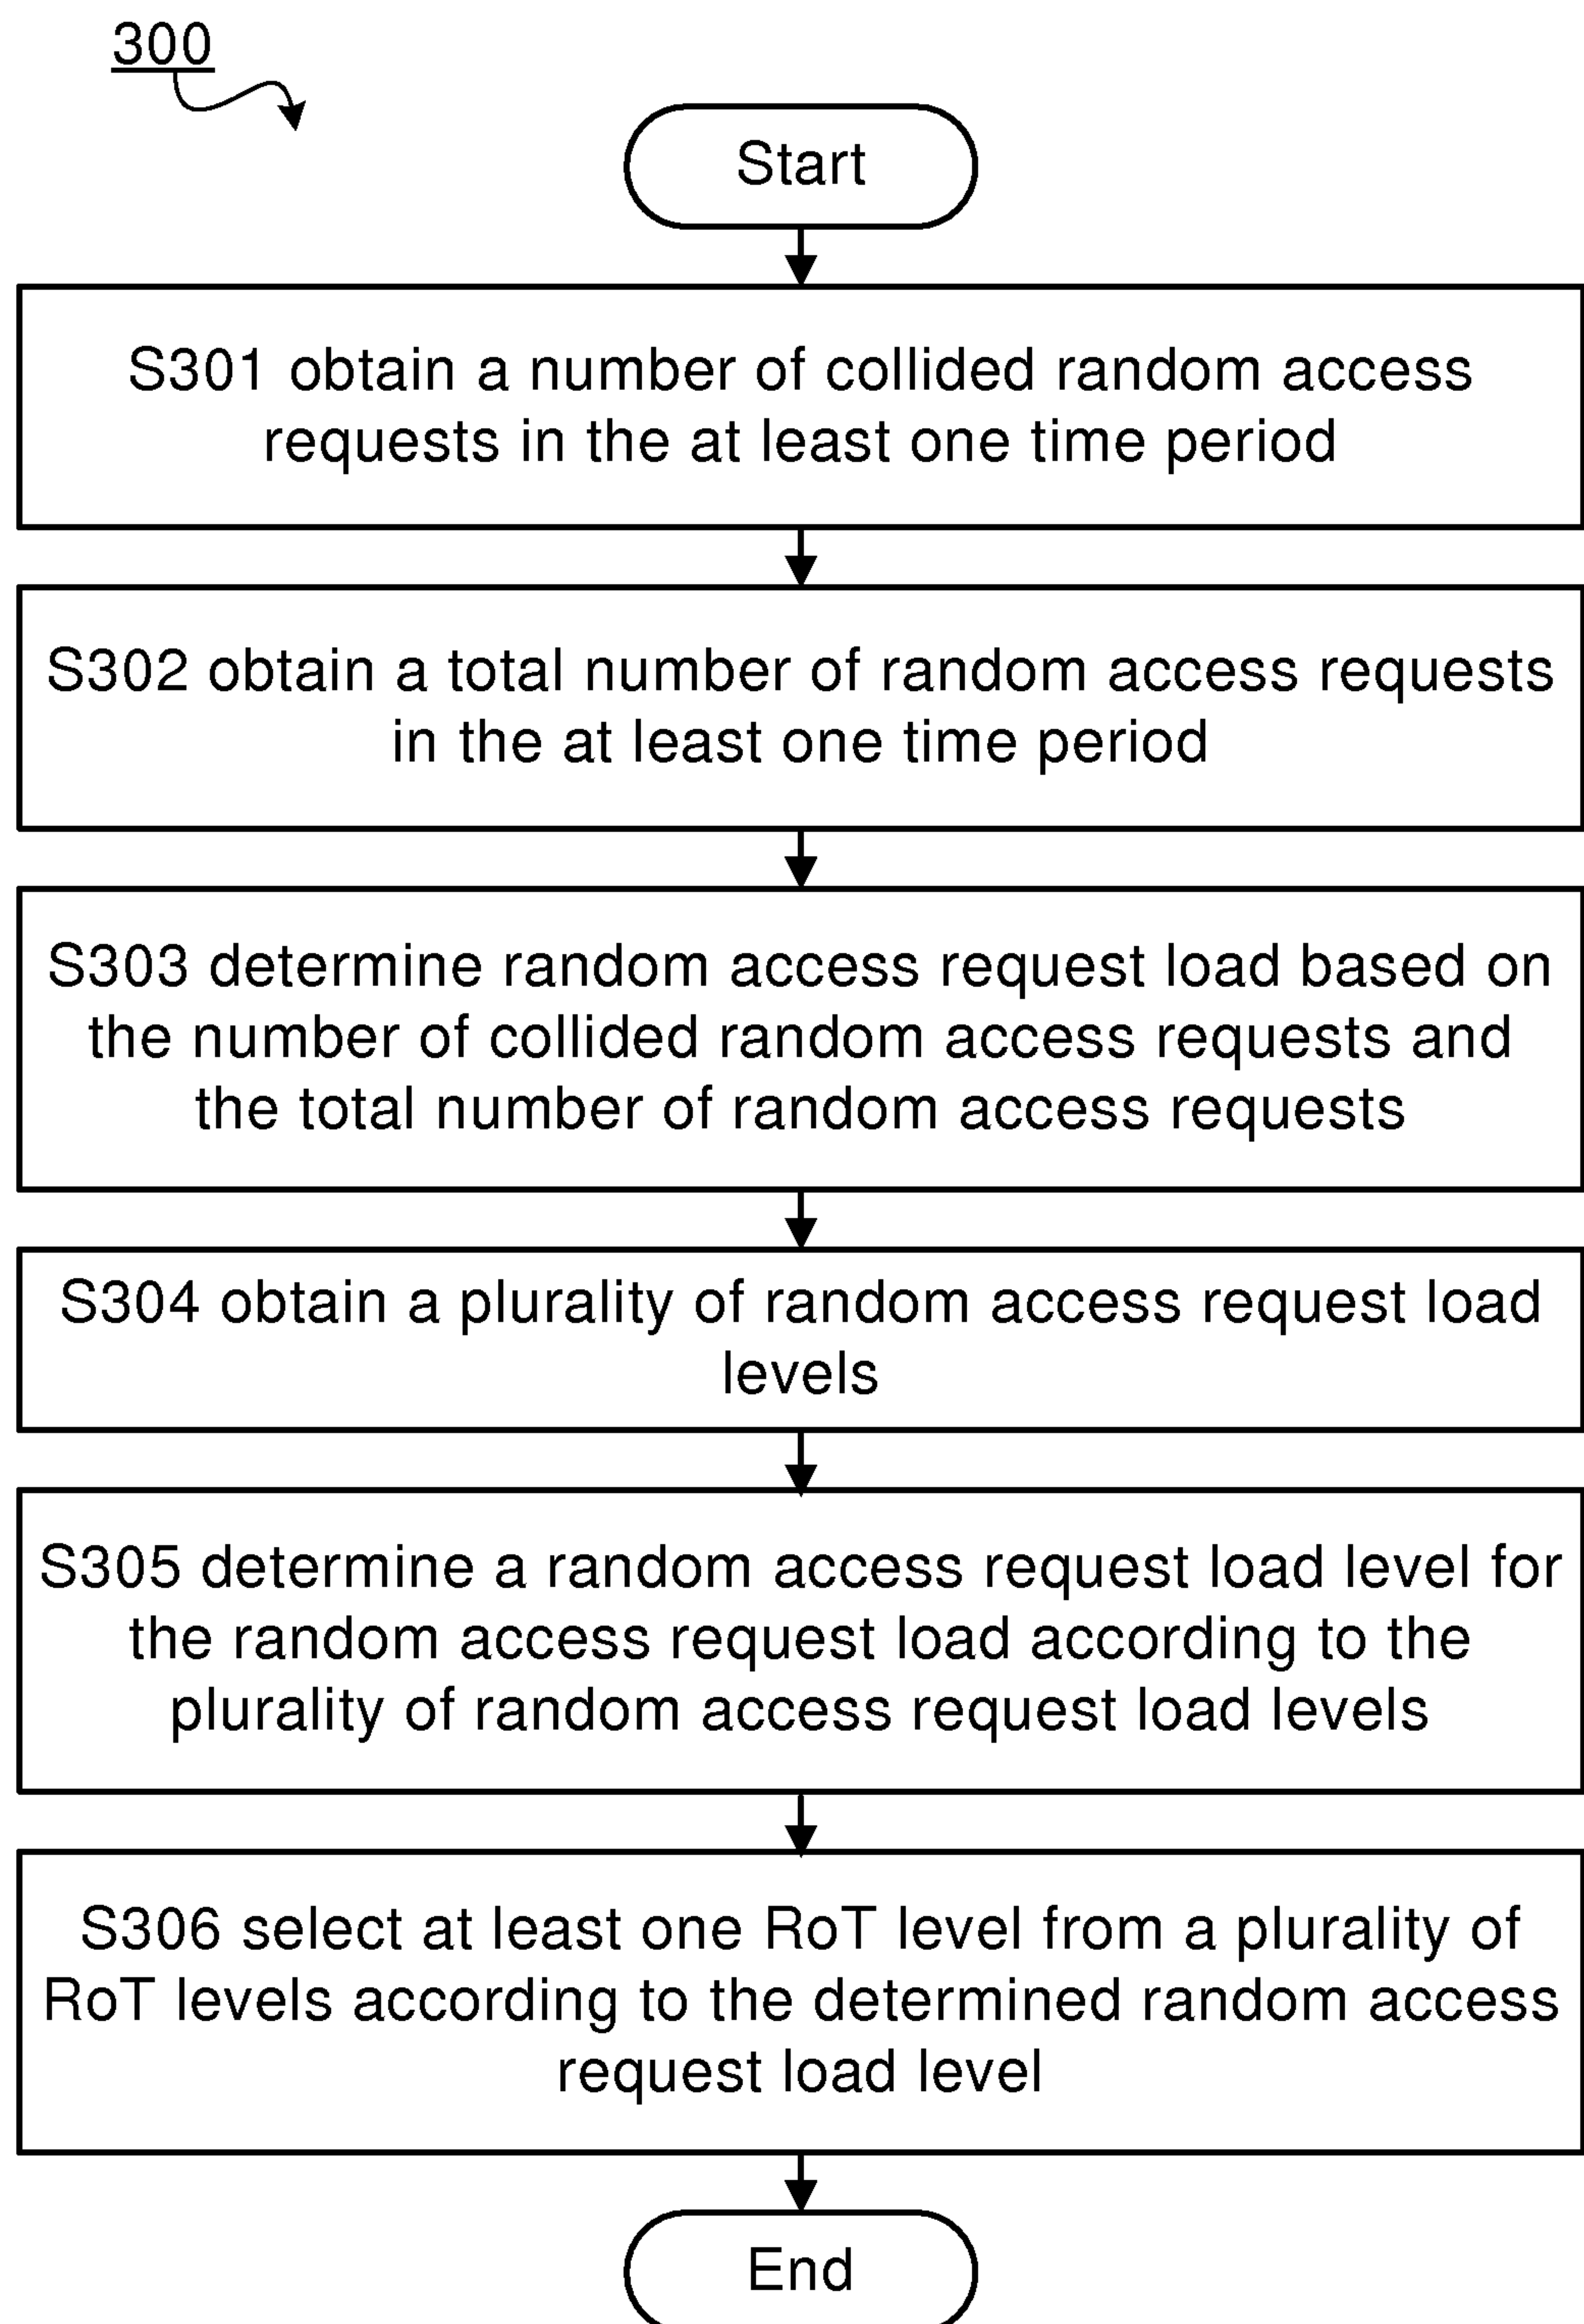 300
Start
S301 obtain a number of collided random access
requests in the at least one time period
S302 obtain a total number of random access requests
in the at least one time period
S303 determine random access request load based on
the number of collided random access requests and
the total number of random access requests
S304 obtain a plurality of random access request load
levels
S305 determine a random access request load level for
the random access request load according to the
plurality of random access request load levels
S306 select at least one RoT level from a plurality of
RoT levels according to the determined random access
request load level
End